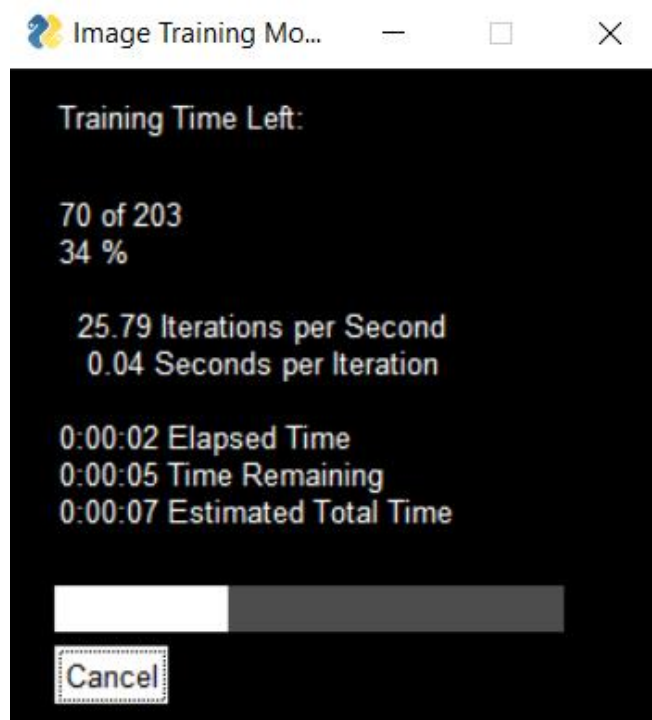 Image Training Mo...
Training Time Left:
70 of 203
34 %
25.79 Iterations per Second
0.04 Seconds per Iteration
0:00:02 Elapsed Time
0:00:05 Time Remaining
0:00:07 Estimated Total Time
Cancel